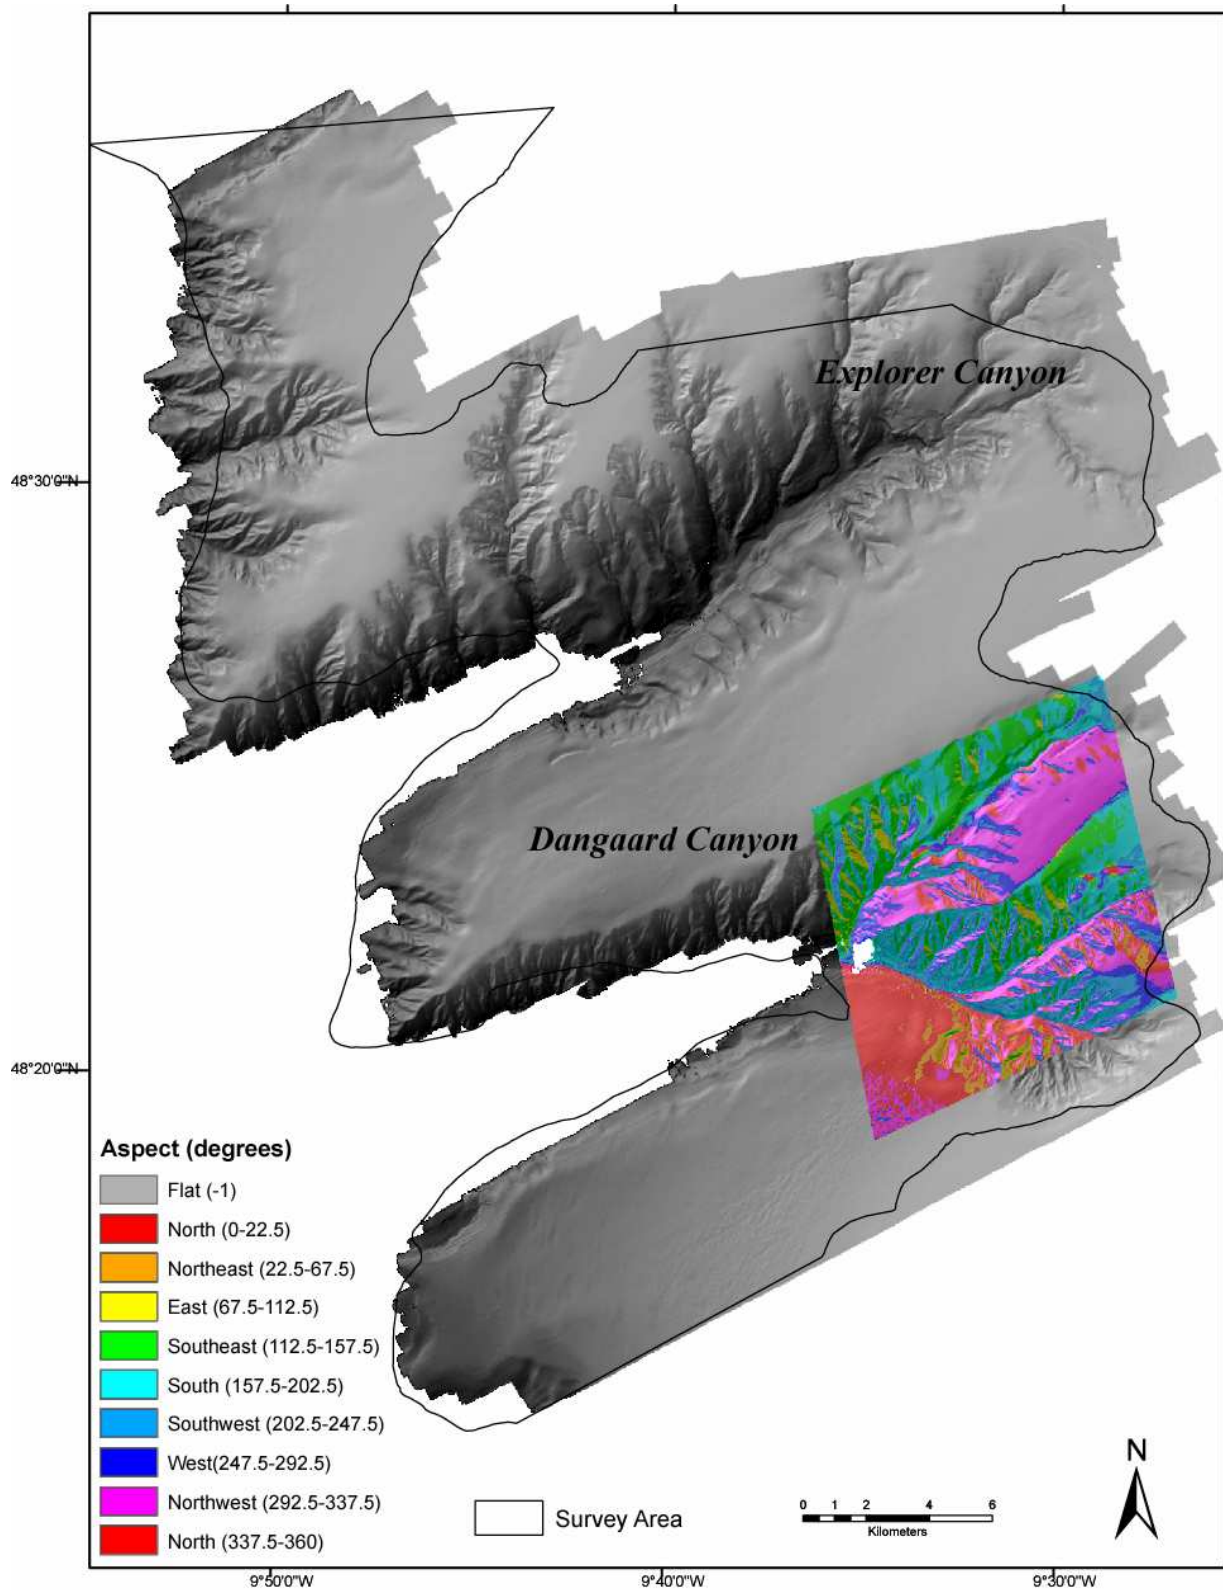 Explorer Canyon
48°30'0"N
Dangaard Canyon
48°20'0"N
Aspect (degrees)
Flat (-1)
North (0-22.5)
Northeast (22.5-67.5)
East (67.5-112.5)
Southeast (112.5-157.5)
South (157.5-202.5)
Southwest (202.5-247.5)
West(247.5-292.5)
Northwest (292.5-337.5)
North (337.5-360)
Survey Area
0 1 2 4 6
Kilometers
N
9°50'0"W 9°40'0"W 9°30'0"W